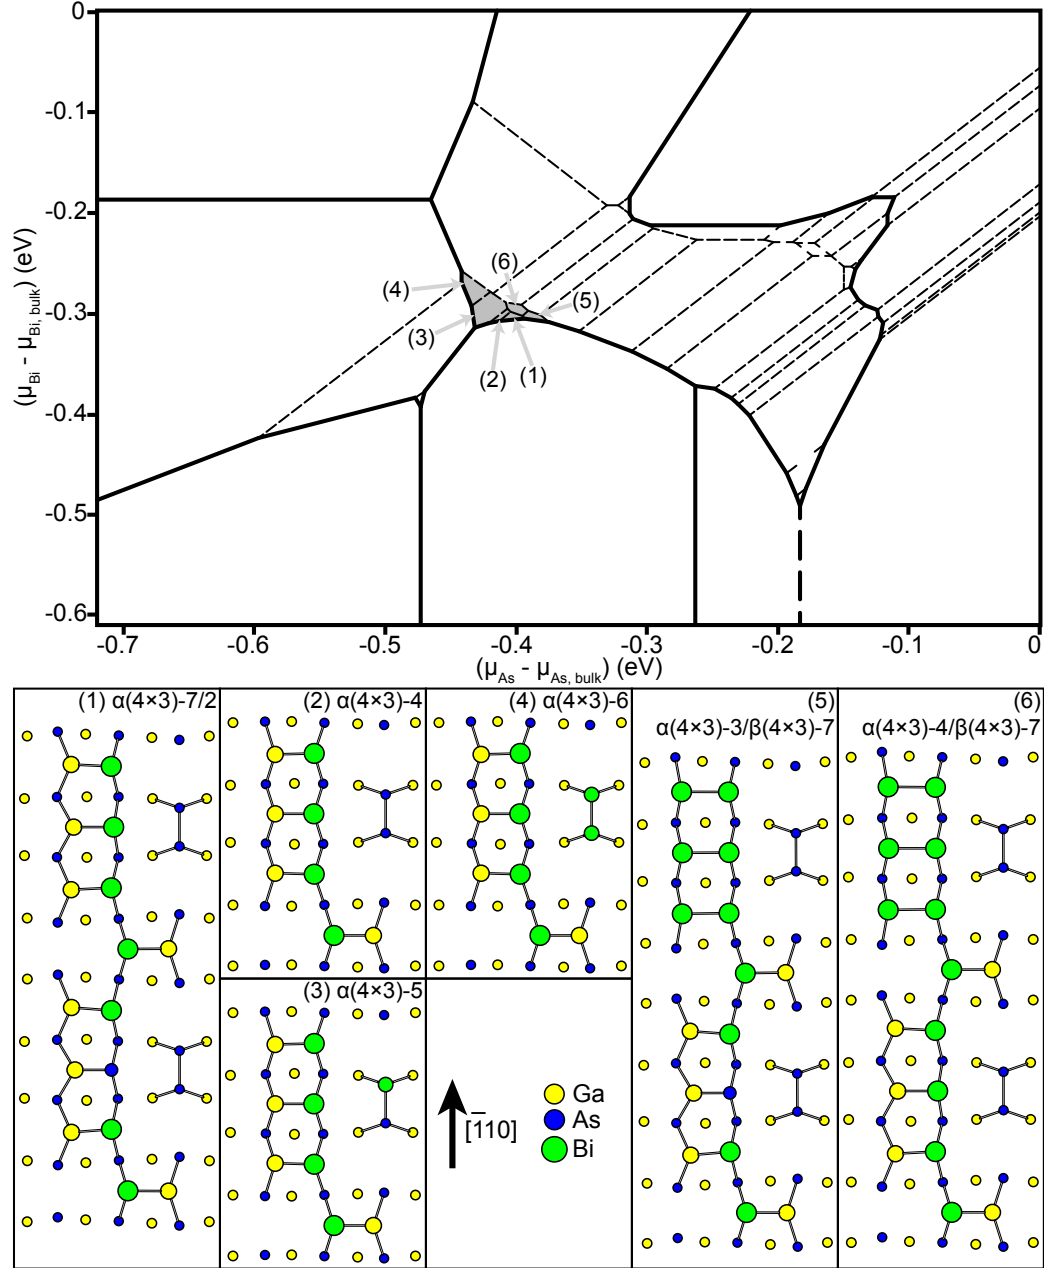 0
-0.1
-0.2
-0.3
-0.4
-0.5
-0.6
(μBi - μBi, bulk) (eV)
(6)
(4)
(5)
(3)
(2)
(1)
-0.7
-0.6
-0.5
-0.4
-0.3
-0.2
-0.1
0
(μAs - μAs, bulk) (eV)
(1) α(4×3)-7/2
(2) α(4×3)-4
(4) α(4×3)-6
(5)
α(4×3)-3/β(4×3)-7
(6)
α(4×3)-4/β(4×3)-7
(3) α(4×3)-5
[1̅10]
Ga
As
Bi